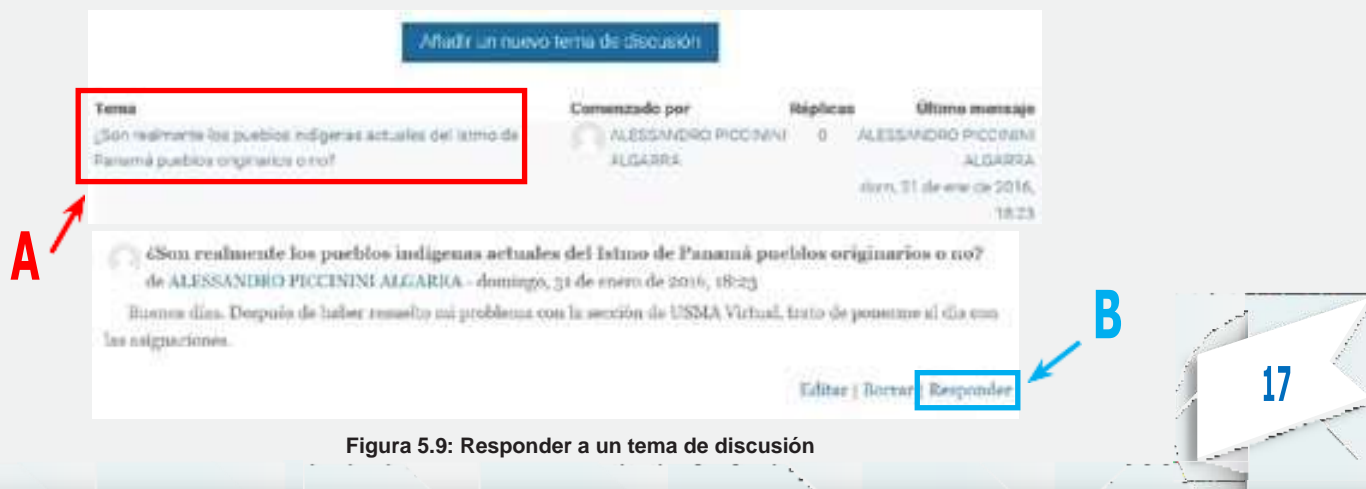 Añadir un nuevo tema de discusión
Tema Comenzado por Réplicas Último mensaje
¿Son realmente los pueblos indígenas actuales del Istmo de ALESSANDRO PICCININI 0 ALESSANDRO PICCININI
Panamá pueblos originarios o no? ALGARRA ALGARRA
dom, 31 de ene de 2016,
18:23
A
¿Son realmente los pueblos indígenas actuales del Istmo de Panamá pueblos originarios o no?
de ALESSANDRO PICCININI ALGARRA - domingo, 31 de enero de 2016, 18:23
Buenos días. Después de haber resuelto mi problema con la sección de USMA Virtual, trato de ponerme al día con
las asignaciones.
B
Editar | Borrar | Responder
17
Figura 5.9: Responder a un tema de discusión